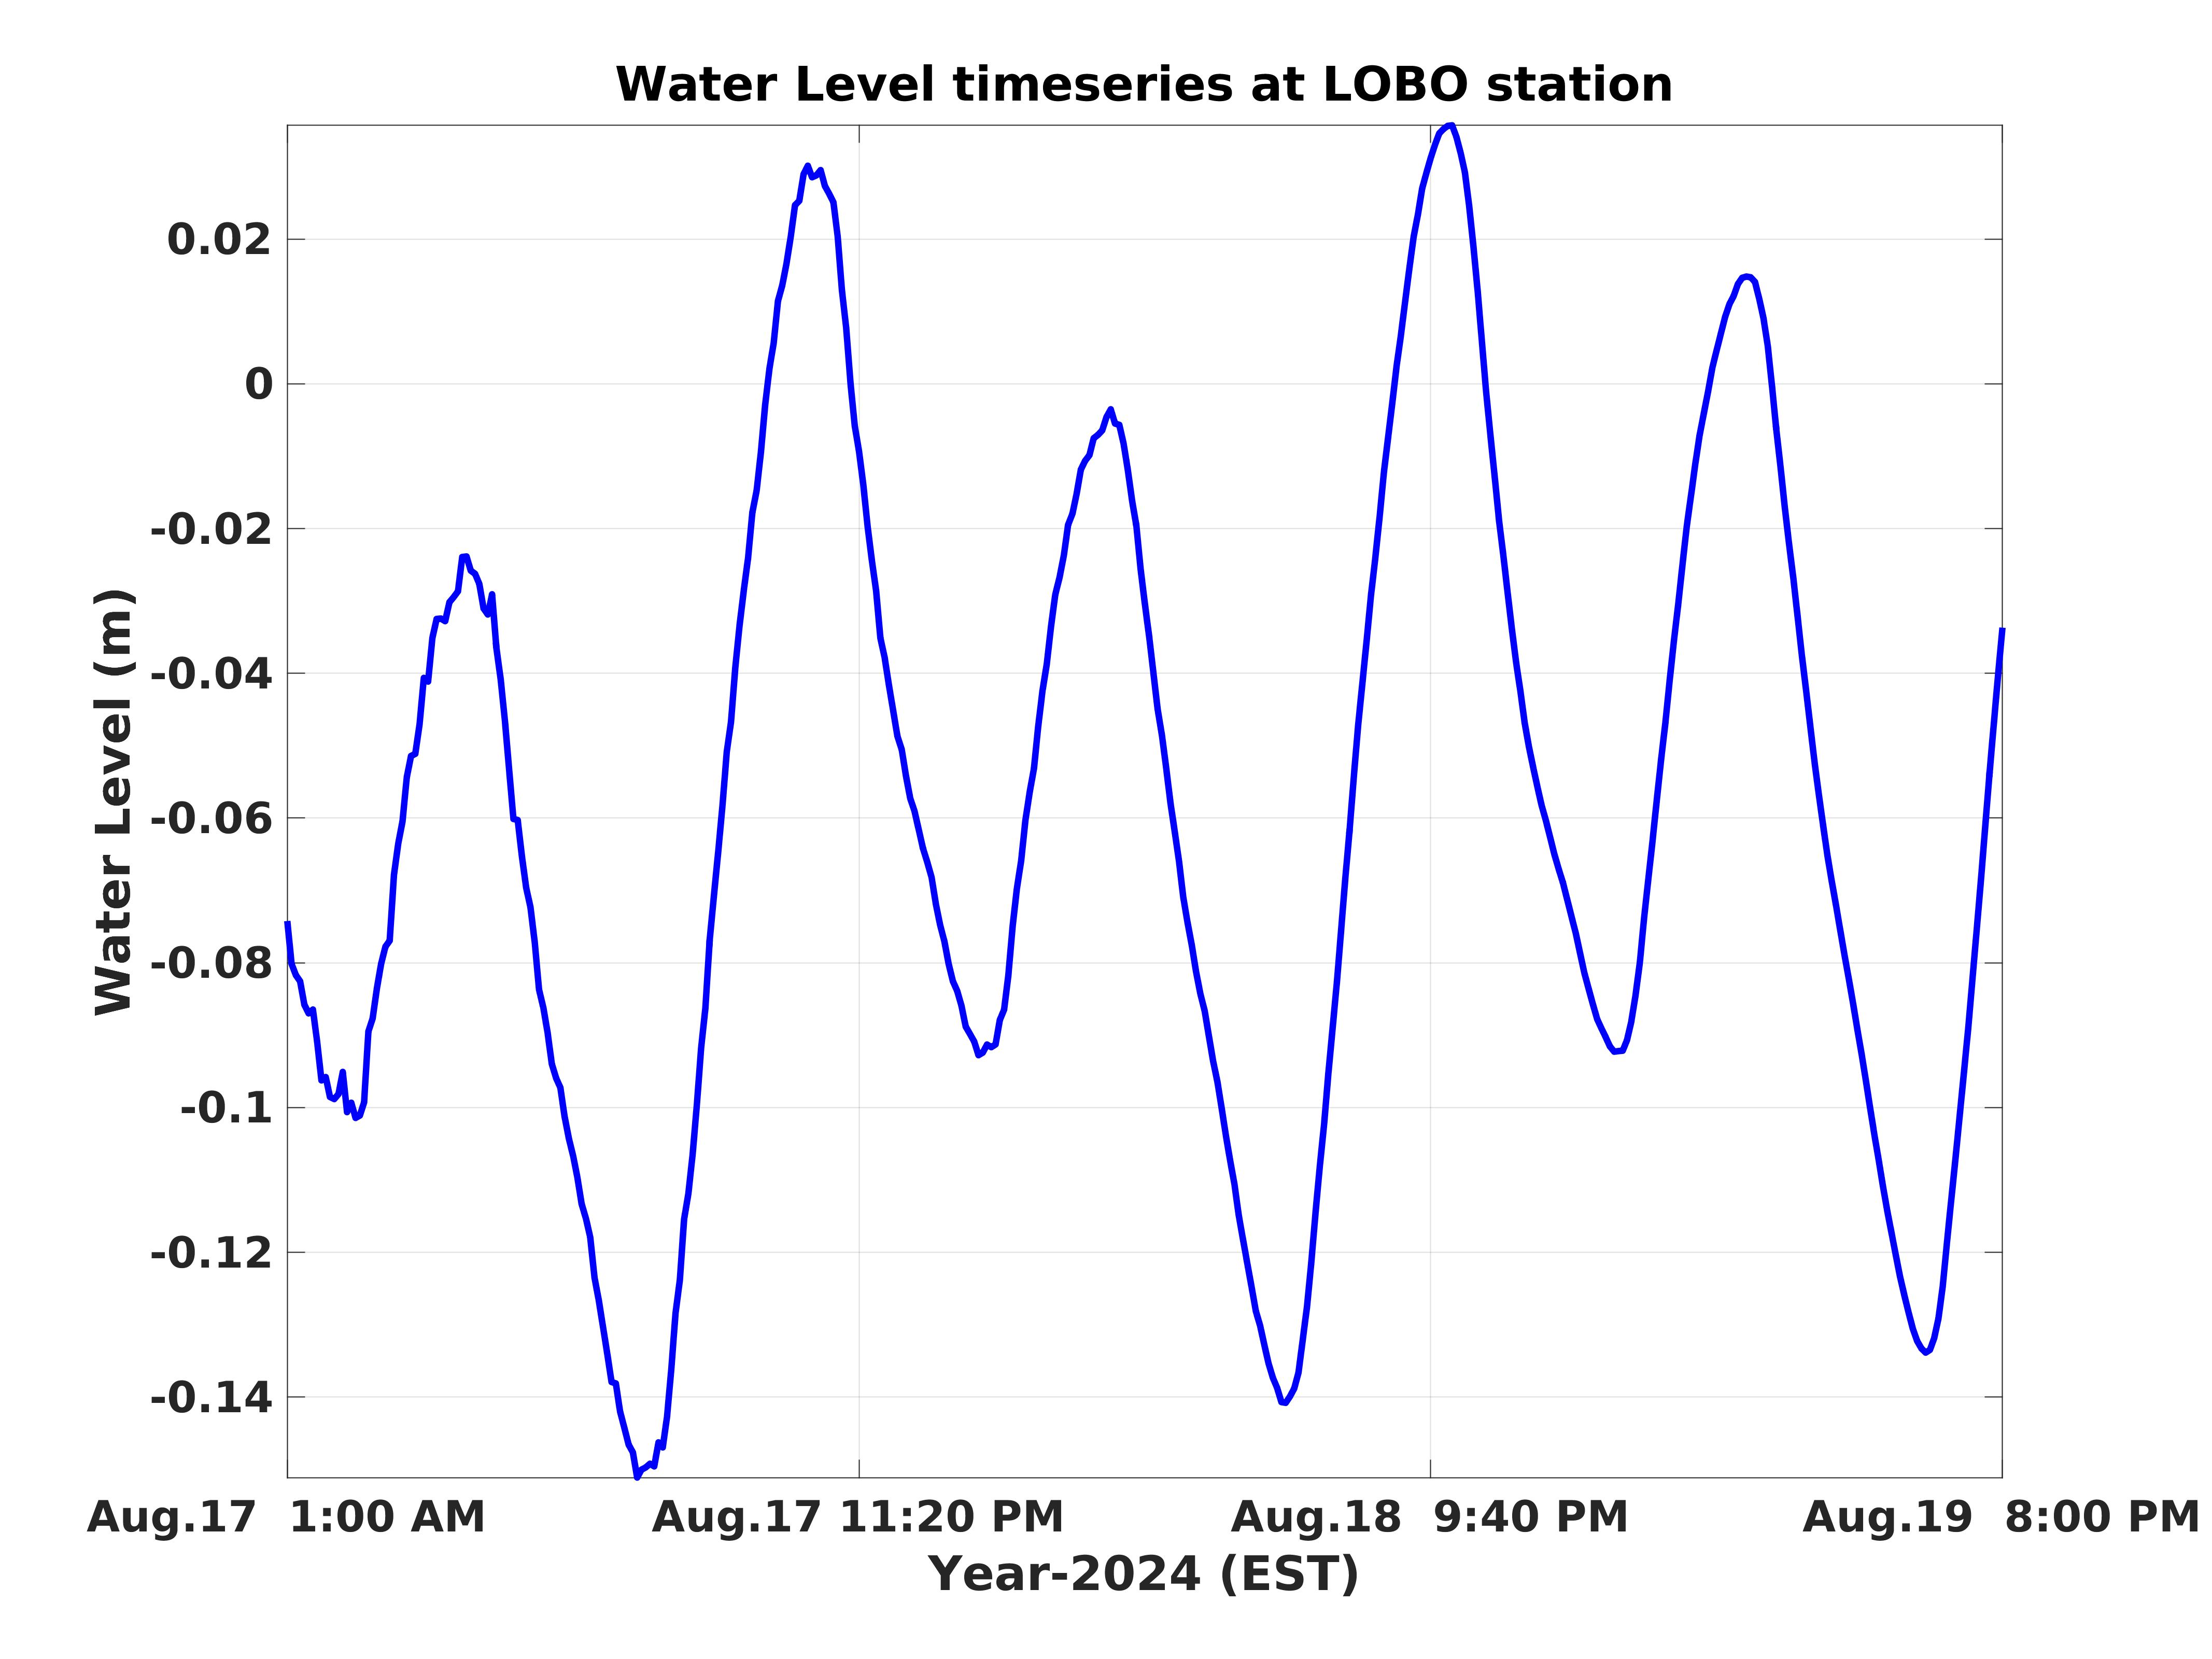 Water Level timeseries at LOBO station
0.02
0
-0.02
-0.04
-0.06
-0.08
-0.1
-0.12
-0.14
Water Level (m)
Aug.17 1:00 AM Aug.17 11:20 PM Aug.18 9:40 PM Aug.19 8:00 PM
Year-2024 (EST)